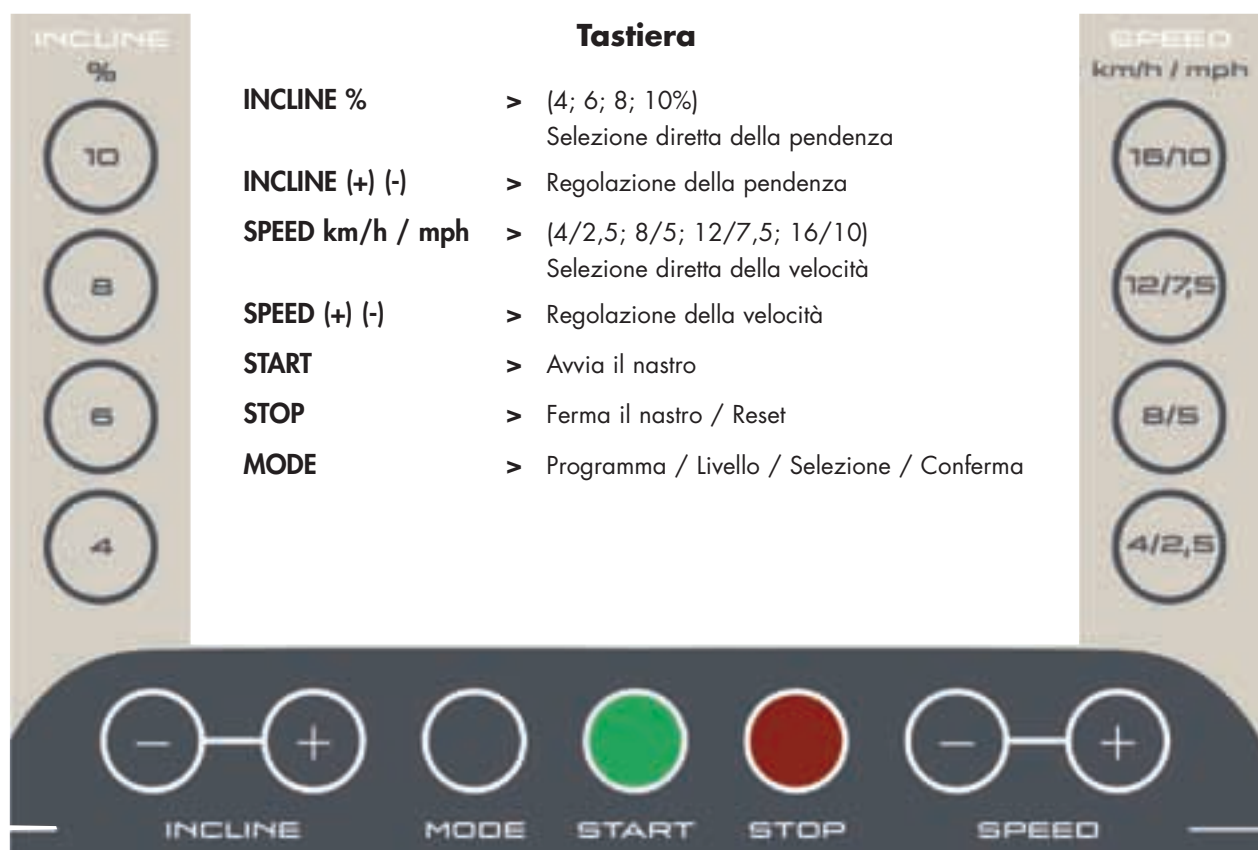 INCLINE
%
10
8
6
4
Tastiera
INCLINE % > (4; 6; 8; 10%)
Selezione diretta della pendenza
INCLINE (+) (-) > Regolazione della pendenza
SPEED km/h / mph > (4/2,5; 8/5; 12/7,5; 16/10)
Selezione diretta della velocità
SPEED (+) (-) > Regolazione della velocità
START > Avvia il nastro
STOP > Ferma il nastro / Reset
MODE > Programma / Livello / Selezione / Conferma
SPEED
km/h / mph
16/10
12/7,5
8/5
4/2,5
− + − +
INCLINE MODE START STOP SPEED